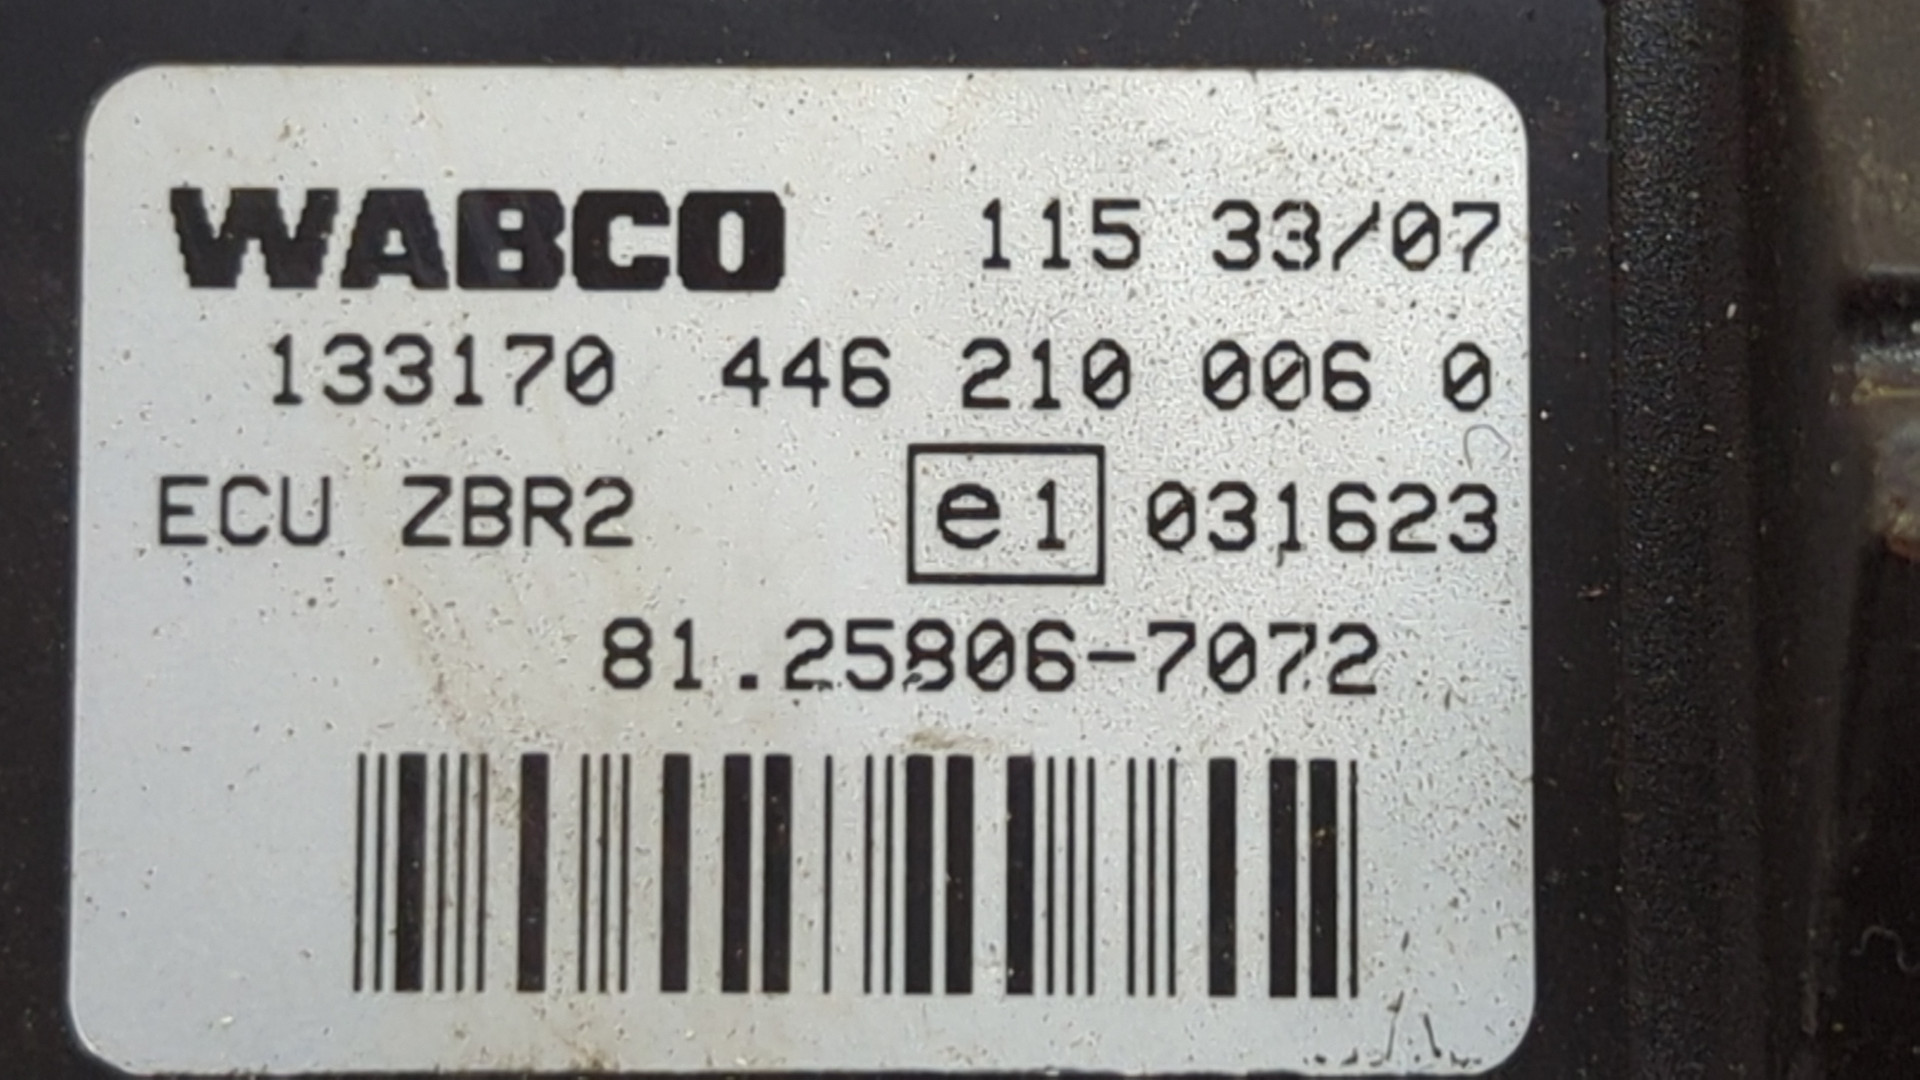 WABCO 115 33/07
133170 446 210 006 0
ECU ZBR2 e1 031623
81.25806-7072